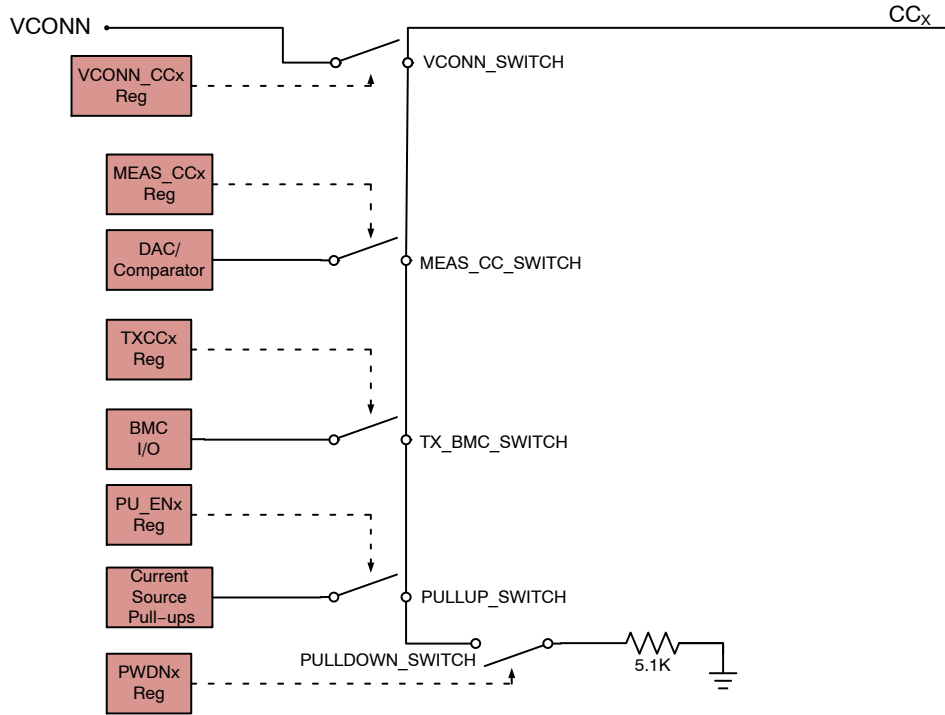 VCONN
CCX
VCONN_CCx
Reg
VCONN_SWITCH
MEAS_CCx
Reg
DAC/
Comparator
MEAS_CC_SWITCH
TXCCx
Reg
BMC
I/O
TX_BMC_SWITCH
PU_ENx
Reg
Current
Source
Pull−ups
PULLUP_SWITCH
PULLDOWN_SWITCH
5.1K
PWDNx
Reg